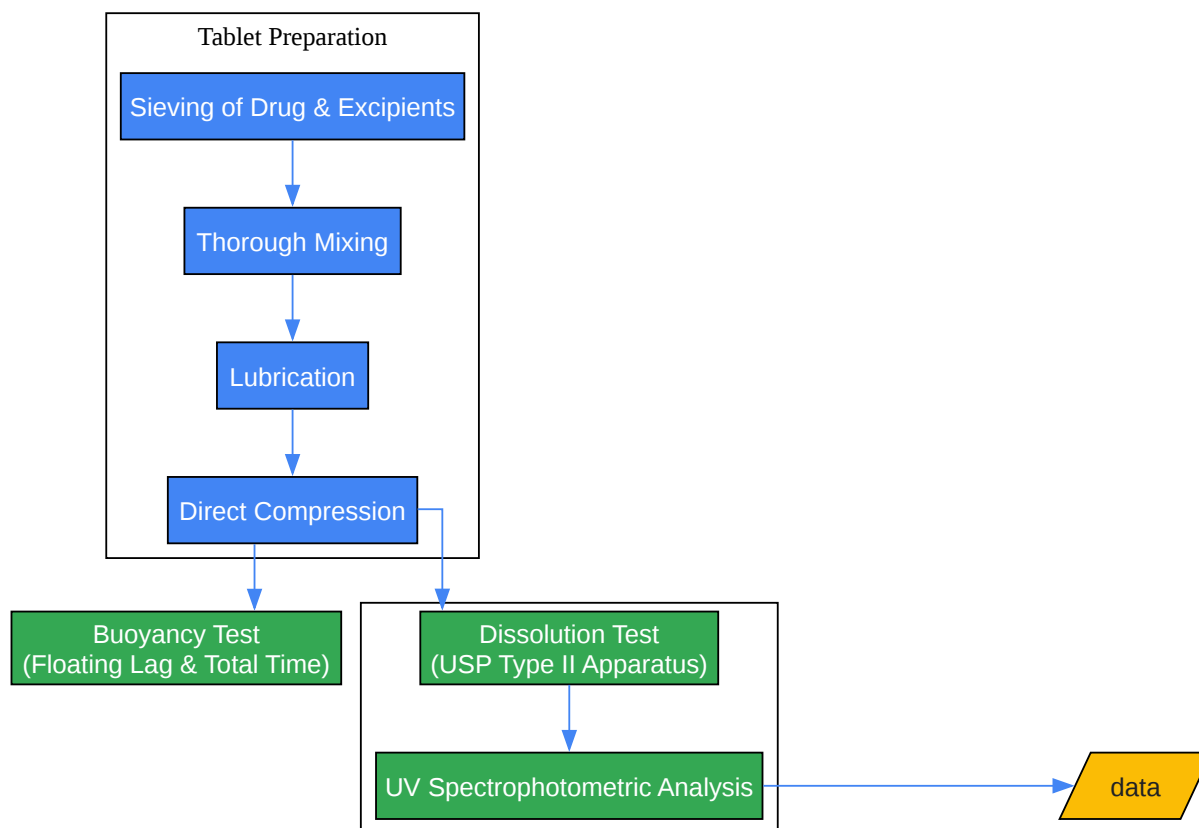 Tablet Preparation
Sieving of Drug & Excipients
Thorough Mixing
Lubrication
Direct Compression
Buoyancy Test
(Floating Lag & Total Time)
Dissolution Test
(USP Type II Apparatus)
UV Spectrophotometric Analysis
data